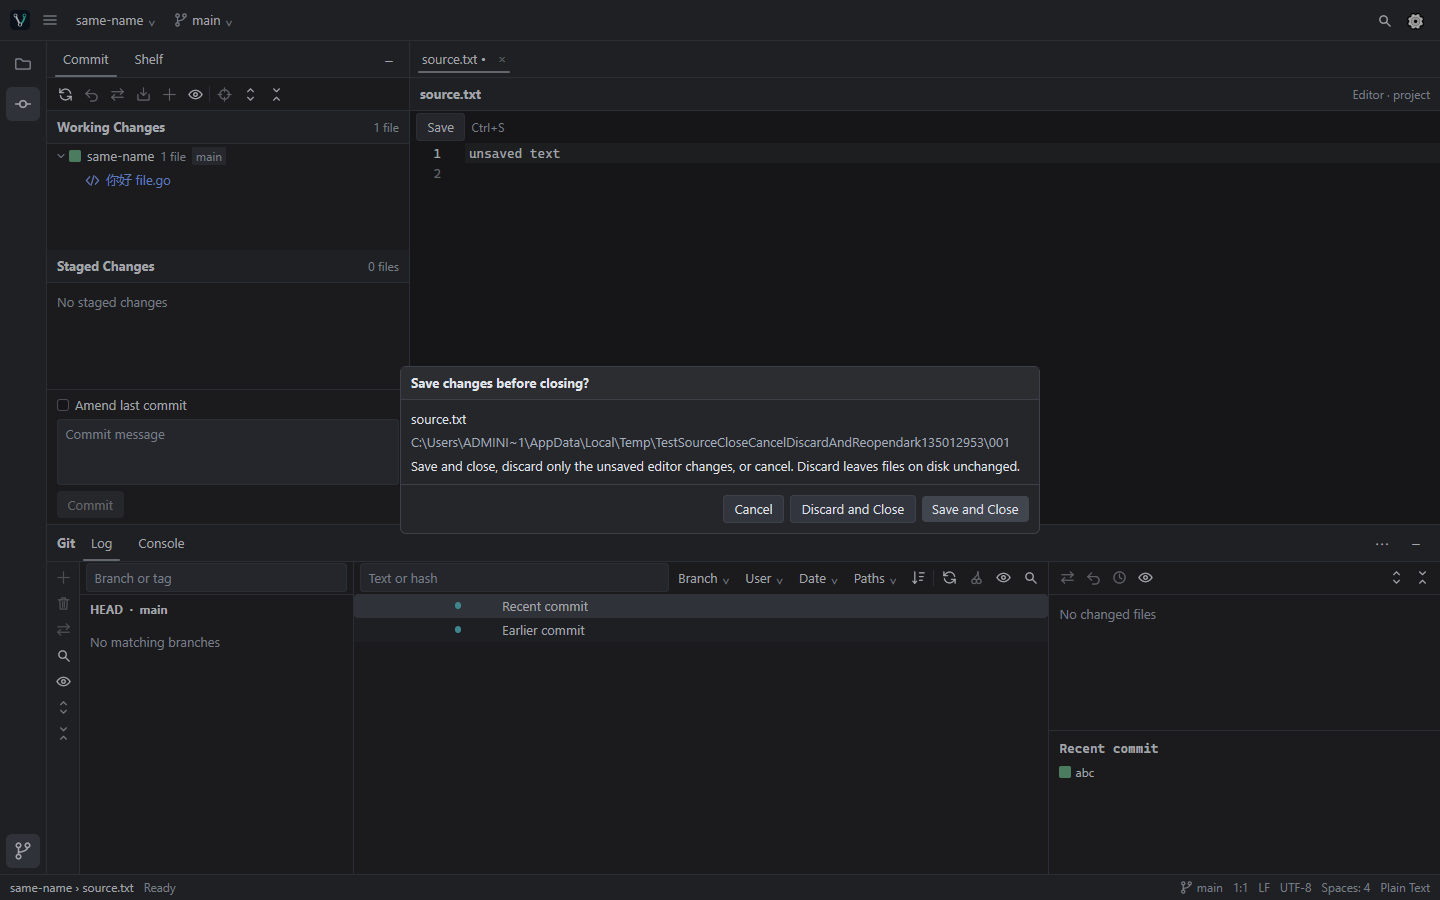 same-name main
Commit Shelf
source.txt •
source.txt
Editor · project
Working Changes 1 file
same-name 1 file main
你好 file.go
Save Ctrl+S
1 unsaved text
2
Staged Changes 0 files
No staged changes
Amend last commit
Commit message
Commit
Save changes before closing?
source.txt
C:\Users\ADMINI~1\AppData\Local\Temp\TestSourceCloseCancelDiscardAndReopendark135012953\001
Save and close, discard only the unsaved editor changes, or cancel. Discard leaves files on disk unchanged.
Cancel Discard and Close Save and Close
Git Log Console
Branch or tag
HEAD · main
No matching branches
Text or hash Branch User Date Paths
Recent commit
Earlier commit
No changed files
Recent commit
abc
same-name › source.txt Ready
main 1:1 LF UTF-8 Spaces: 4 Plain Text